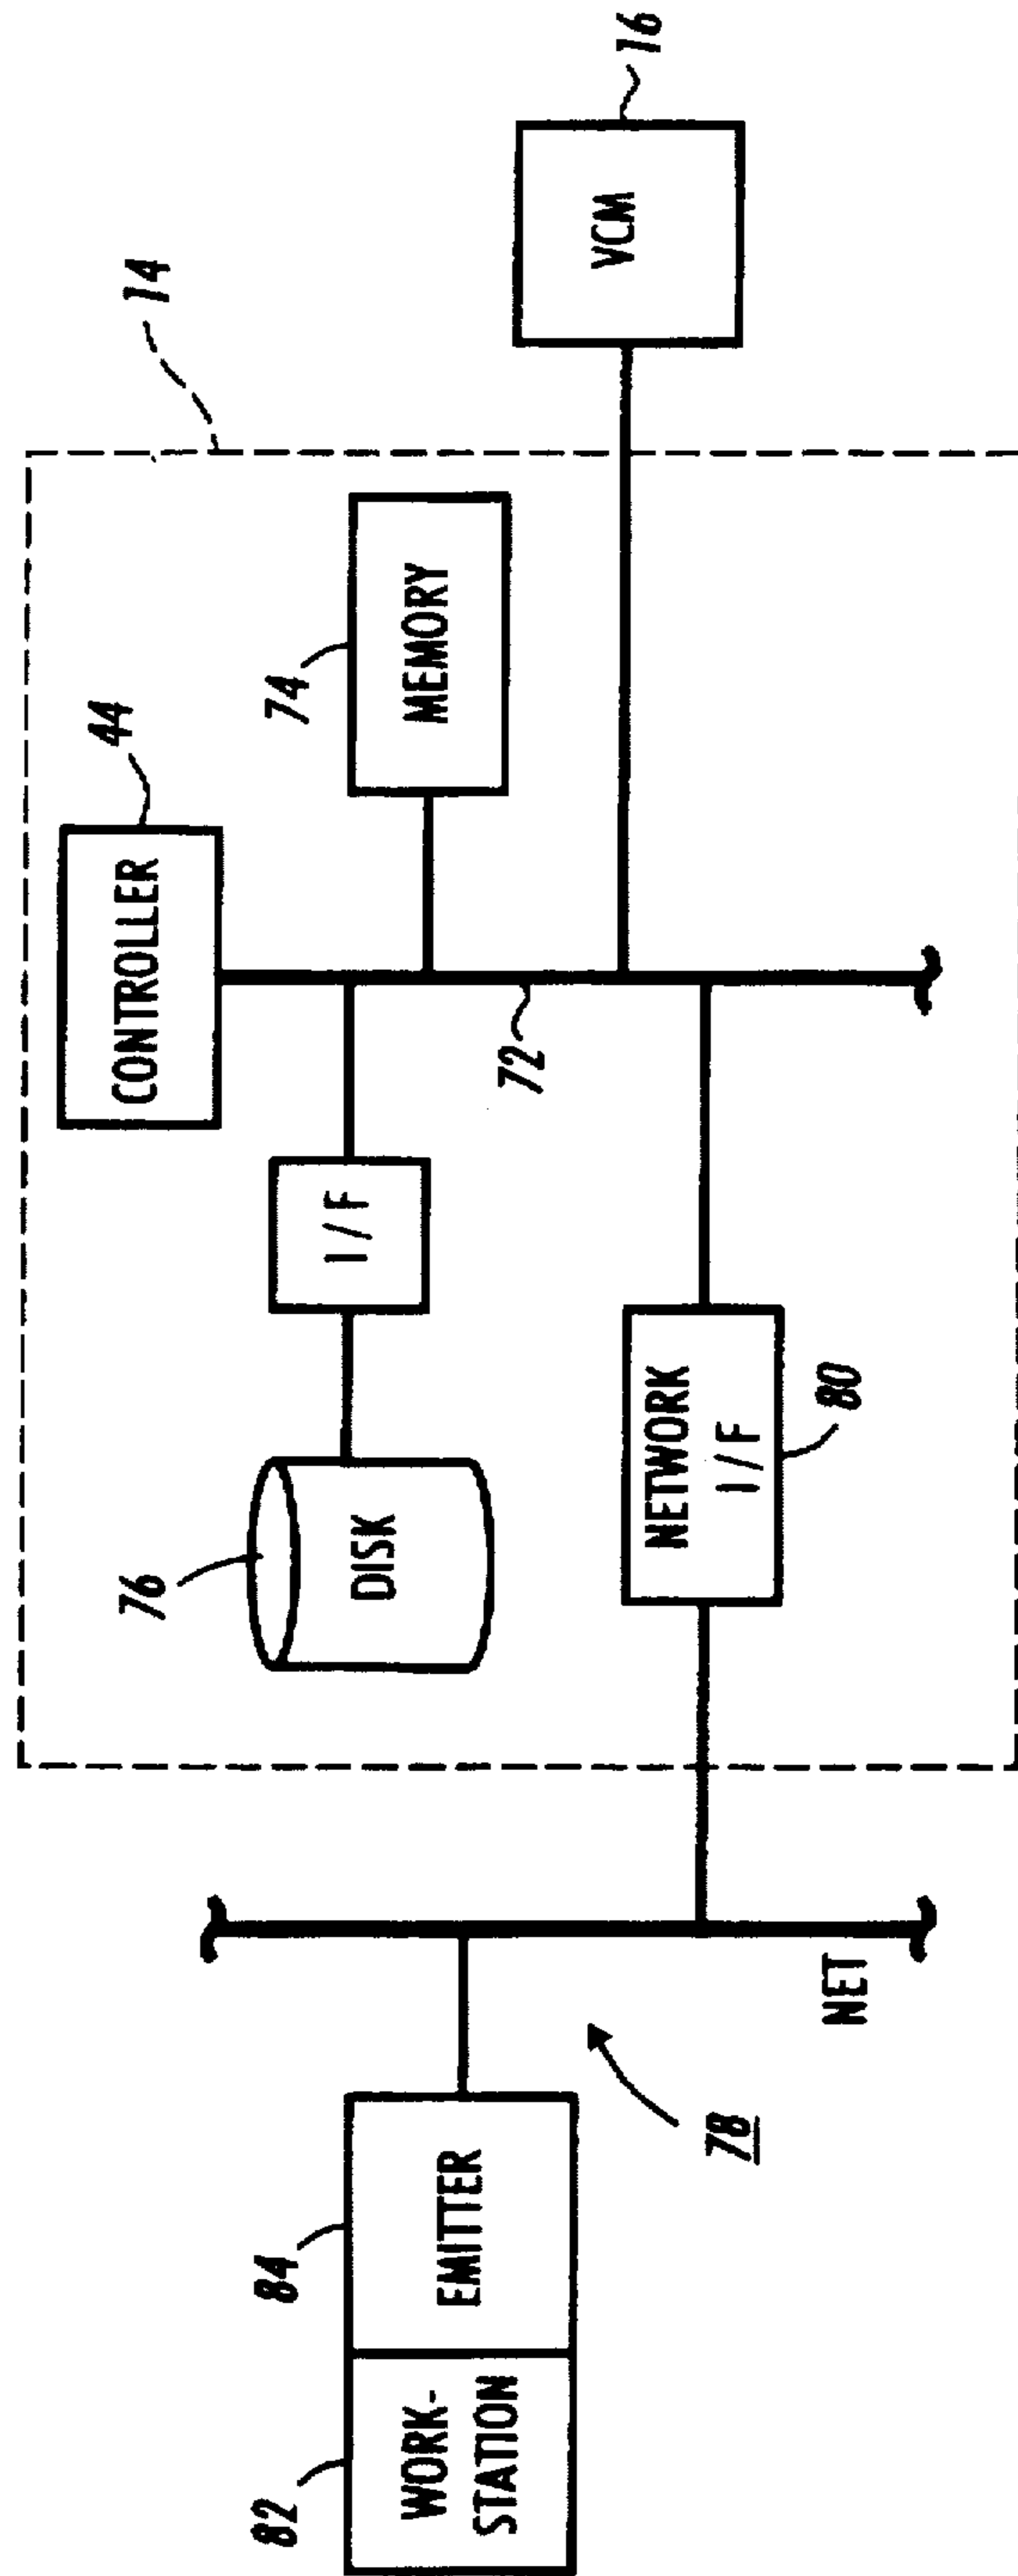 14
CONTROLLER
44
MEMORY
74
I/F
DISK
76
72
VCM
16
NETWORK
I/F
80
WORK-
STATION
82
EMITTER
84
78
NET